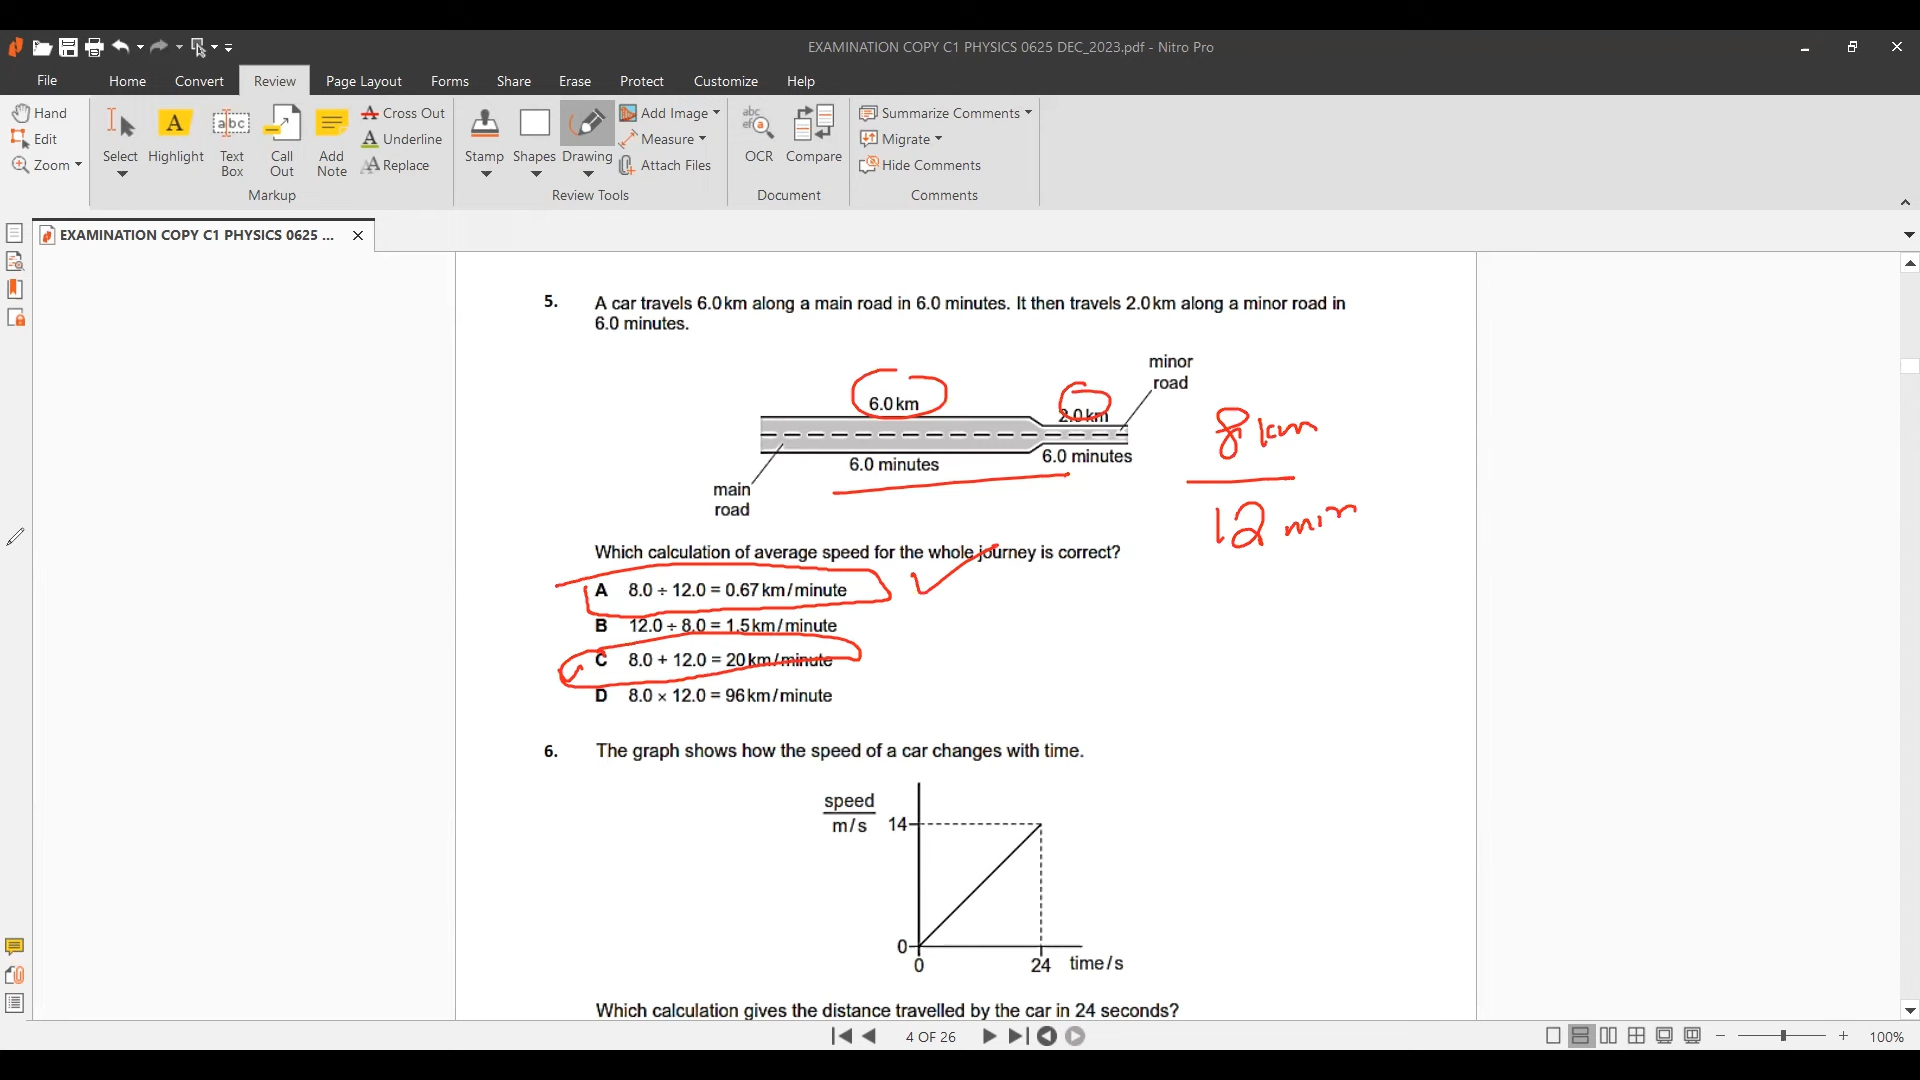 EXAMINATION COPY C1 PHYSICS 0625 DEC_2023.pdf - Nitro Pro
File Home Convert Review Page Layout Forms Share Erase Protect Customize Help
Hand
Edit
Zoom
Select
Highlight
Text Box
Call Out
Add Note
Cross Out
Underline
Replace
Markup
Stamp
Shapes
Drawing
Add Image
Measure
Attach Files
Review Tools
OCR
Compare
Document
Summarize Comments
Migrate
Hide Comments
Comments
EXAMINATION COPY C1 PHYSICS 0625 ...
5. A car travels 6.0 km along a main road in 6.0 minutes. It then travels 2.0 km along a minor road in
6.0 minutes.
minor
road
6.0 km
2.0 km
6.0 minutes
6.0 minutes
main
road
8 km
12 min
Which calculation of average speed for the whole journey is correct?
A 8.0 ÷ 12.0 = 0.67 km/minute
B 12.0 ÷ 8.0 = 1.5 km/minute
C 8.0 + 12.0 = 20 km/minute
D 8.0 × 12.0 = 96 km/minute
6. The graph shows how the speed of a car changes with time.
speed
m/s
14
0
0 24 time/s
Which calculation gives the distance travelled by the car in 24 seconds?
4 OF 26
100%